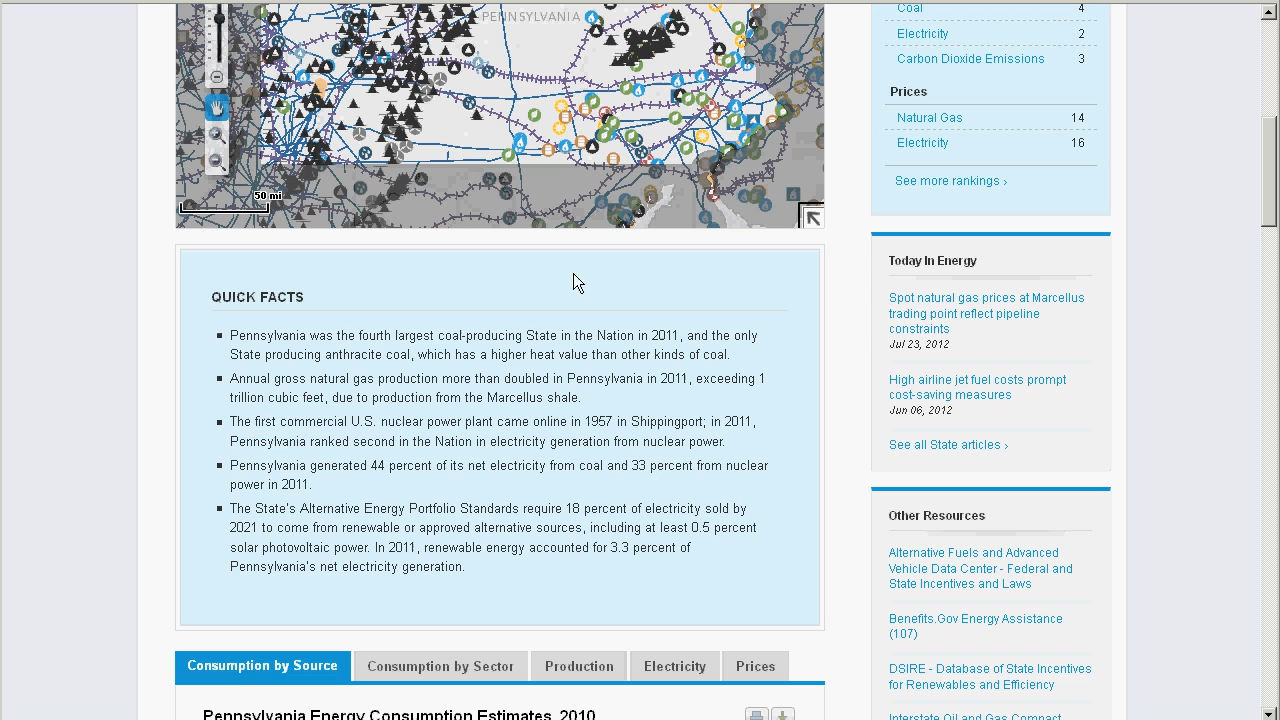 PENNSYLVANIA
50 mi
QUICK FACTS
Pennsylvania was the fourth largest coal-producing State in the Nation in 2011, and the only
State producing anthracite coal, which has a higher heat value than other kinds of coal.
Annual gross natural gas production more than doubled in Pennsylvania in 2011, exceeding 1
trillion cubic feet, due to production from the Marcellus shale.
The first commercial U.S. nuclear power plant came online in 1957 in Shippingport; in 2011,
Pennsylvania ranked second in the Nation in electricity generation from nuclear power.
Pennsylvania generated 44 percent of its net electricity from coal and 33 percent from nuclear
power in 2011.
The State's Alternative Energy Portfolio Standards require 18 percent of electricity sold by
2021 to come from renewable or approved alternative sources, including at least 0.5 percent
solar photovoltaic power. In 2011, renewable energy accounted for 3.3 percent of
Pennsylvania's net electricity generation.
Consumption by Source
Consumption by Sector
Production
Electricity
Prices
Pennsylvania Energy Consumption Estimates, 2010
Coal 4
Electricity 2
Carbon Dioxide Emissions 3
Prices
Natural Gas 14
Electricity 16
See more rankings ›
Today In Energy
Spot natural gas prices at Marcellus
trading point reflect pipeline
constraints
Jul 23, 2012
High airline jet fuel costs prompt
cost-saving measures
Jun 06, 2012
See all State articles ›
Other Resources
Alternative Fuels and Advanced
Vehicle Data Center - Federal and
State Incentives and Laws
Benefits.Gov Energy Assistance
(107)
DSIRE - Database of State Incentives
for Renewables and Efficiency
Interstate Oil and Gas Compact